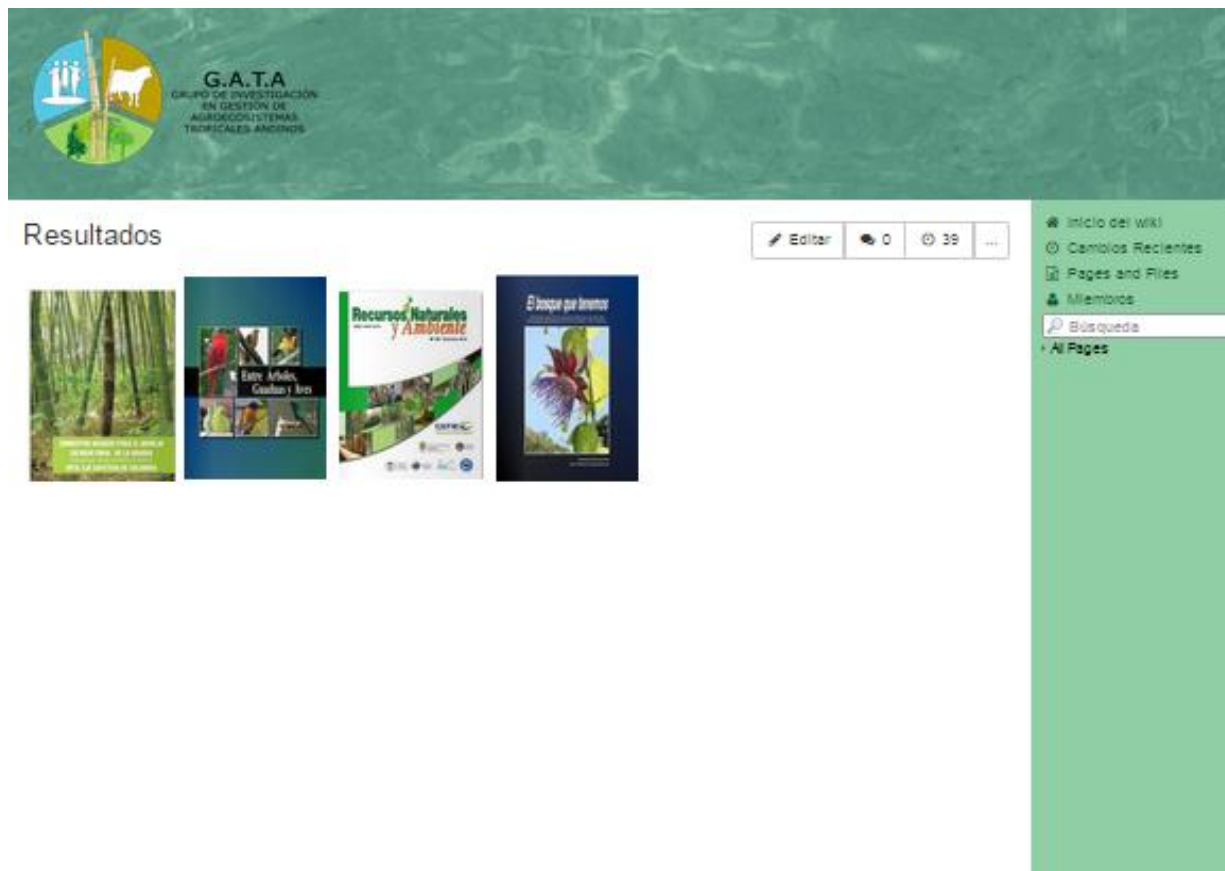 G.A.T.A
GRUPO DE INVESTIGACIÓN
EN GESTIÓN DE
AGROECOSISTEMAS
TROPICALES ANDINOS
Resultados
Editar
0
39
...
Inicio del wiki
Cambios Recientes
Pages and Files
Miembros
Búsqueda
All Pages
Entre Arboles,
Guaduas y Aves
Recursos Naturales
y Ambiente
El bosque que tenemos